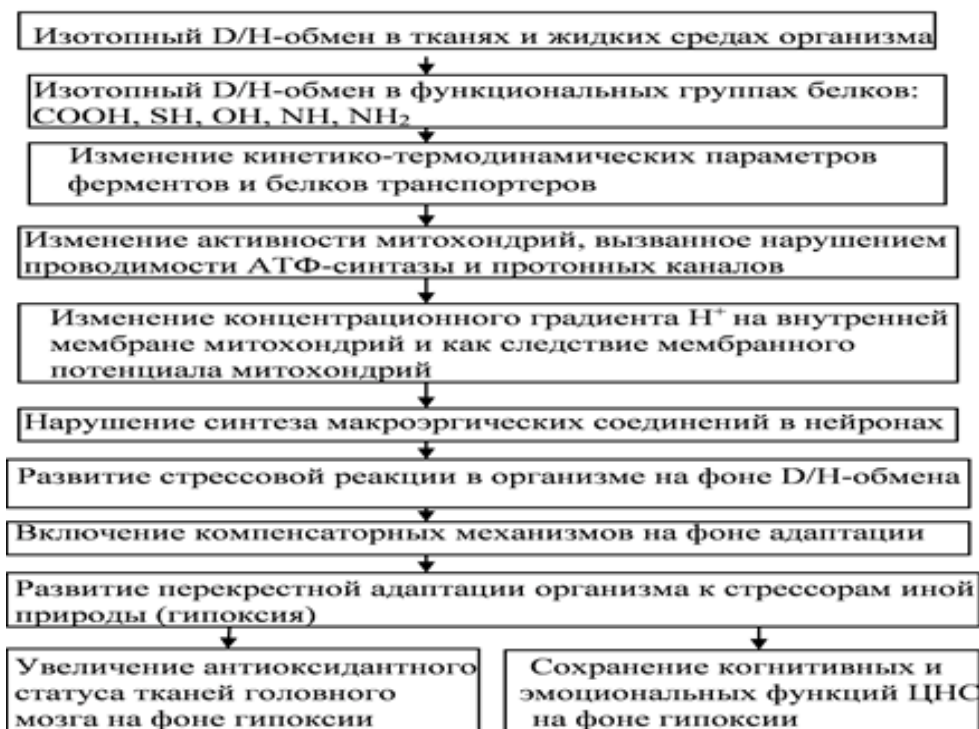 Изотопный D/H-обмен в тканях и жидких средах организма
Изотопный D/H-обмен в функциональных группах белков:
COOH, SH, OH, NH, NH₂
Изменение кинетико-термодинамических параметров
ферментов и белков транспортеров
Изменение активности митохондрий, вызванное нарушением
проводимости АТФ-синтазы и протонных каналов
Изменение концентрационного градиента H⁺ на внутренней
мембране митохондрий и как следствие мембранного
потенциала митохондрий
Нарушение синтеза макроэргических соединений в нейронах
Развитие стрессовой реакции в организме на фоне D/H-обмена
Включение компенсаторных механизмов на фоне адаптации
Развитие перекрестной адаптации организма к стрессорам иной
природы (гипоксия)
Увеличение антиоксидантного
статуса тканей головного
мозга на фоне гипоксии
Сохранение когнитивных и
эмоциональных функций ЦНС
на фоне гипоксии